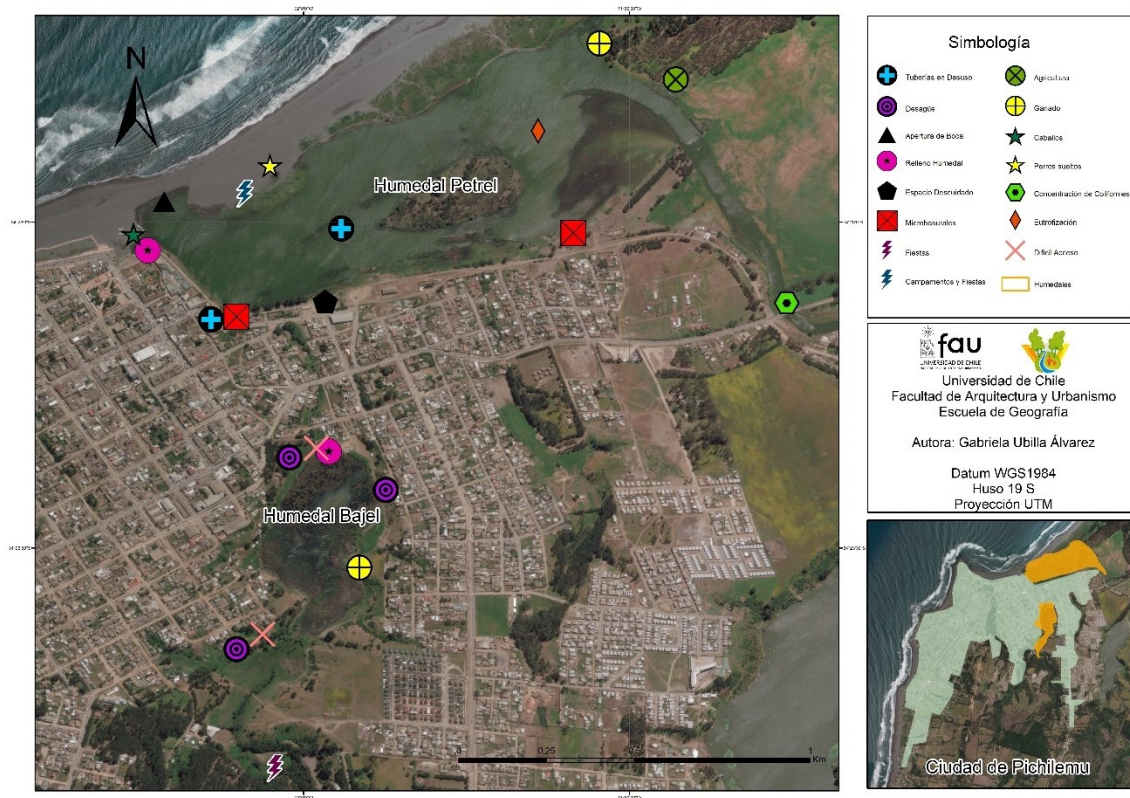 N
Humedal Petrel
Humedal Bajel
0
0,25
0,5
1
Km
Simbología
Tuberías en Desuso
Desagüe
Apertura de Boca
Relleno Humedal
Espacio Descuidado
Microbasurales
Fiestas
Campamentos y Fiestas
Agricultura
Ganado
Caballos
Perros sueltos
Concentración de Coliformes
Eutrofización
Difícil Acceso
Humedales
fau
UNIVERSIDAD DE CHILE
Universidad de Chile
Facultad de Arquitectura y Urbanismo
Escuela de Geografía
Autora: Gabriela Ubilla Álvarez
Datum WGS1984
Huso 19 S
Proyección UTM
Ciudad de Pichilemu